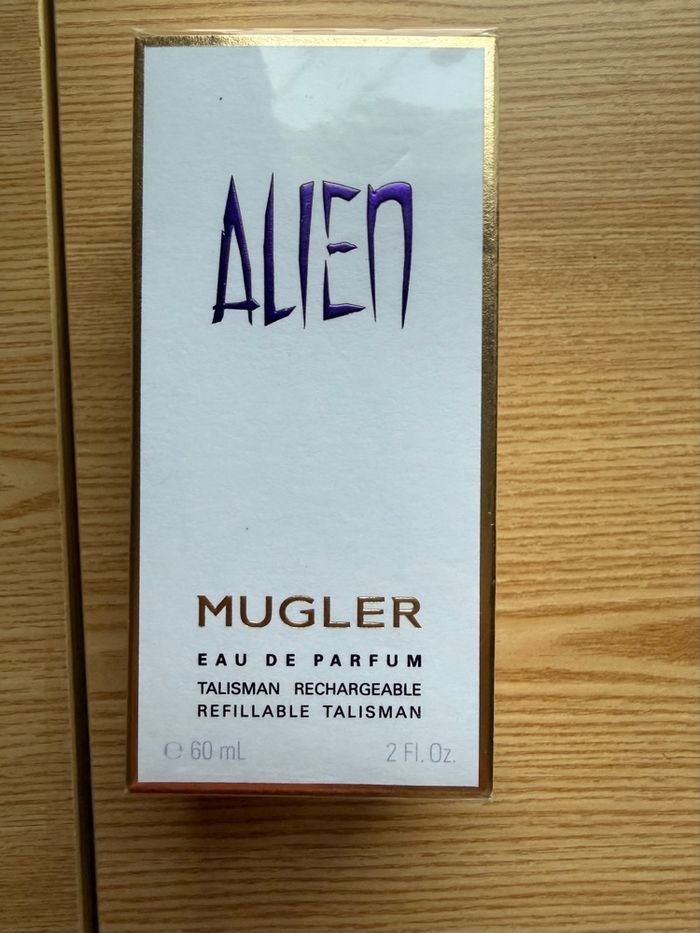 ALIEN
MUGLER
EAU DE PARFUM
TALISMAN RECHARGEABLE
REFILLABLE TALISMAN
℮ 60 mL 2 Fl. Oz.